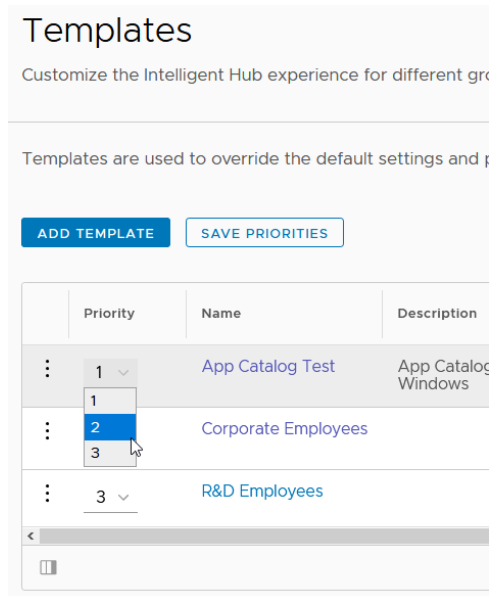 Templates
Customize the Intelligent Hub experience for different gro
Templates are used to override the default settings and p
ADD TEMPLATE SAVE PRIORITIES
Priority Name Description
1 App Catalog Test App Catalog
Windows
1
2 Corporate Employees
3
3 R&D Employees